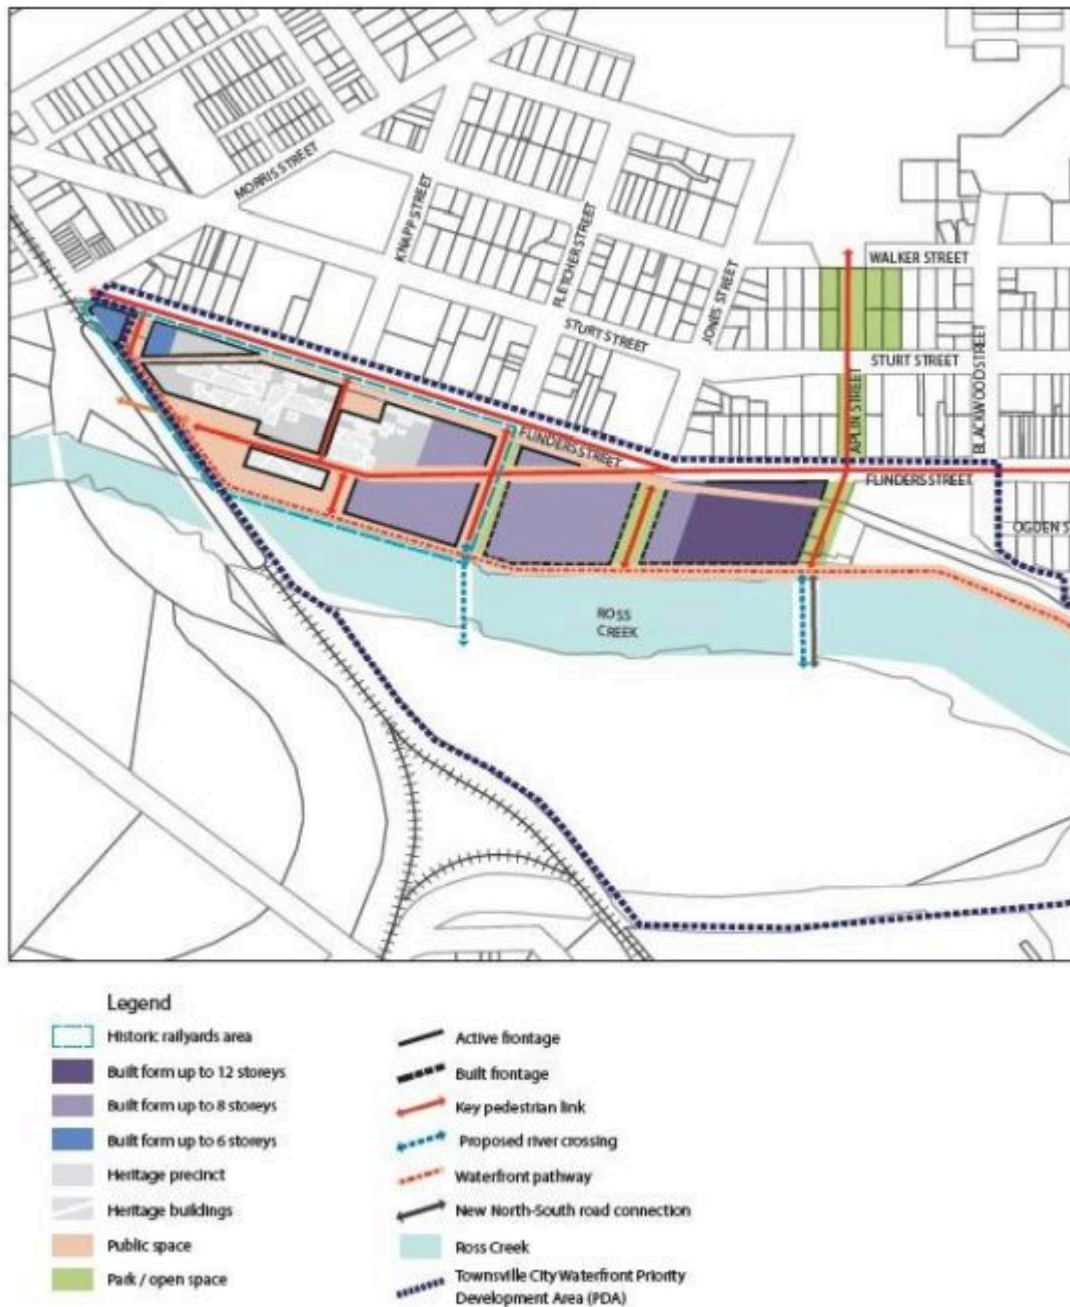 MORRIS STREET
KNAPP STREET
FLETCHER STREET
JONES STREET
WALKER STREET
STURT STREET
STURT STREET
APLIN STREET
BLACKWOOD STREET
FLINDERS STREET
FLINDERS STREET
OGDEN S
ROSS
CREEK
Legend
Historic railyards area
Built form up to 12 storeys
Built form up to 8 storeys
Built form up to 6 storeys
Heritage precinct
Heritage buildings
Public space
Park / open space
Active frontage
Built frontage
Key pedestrian link
Proposed river crossing
Waterfront pathway
New North-South road connection
Ross Creek
Townsville City Waterfront Priority
Development Area (PDA)